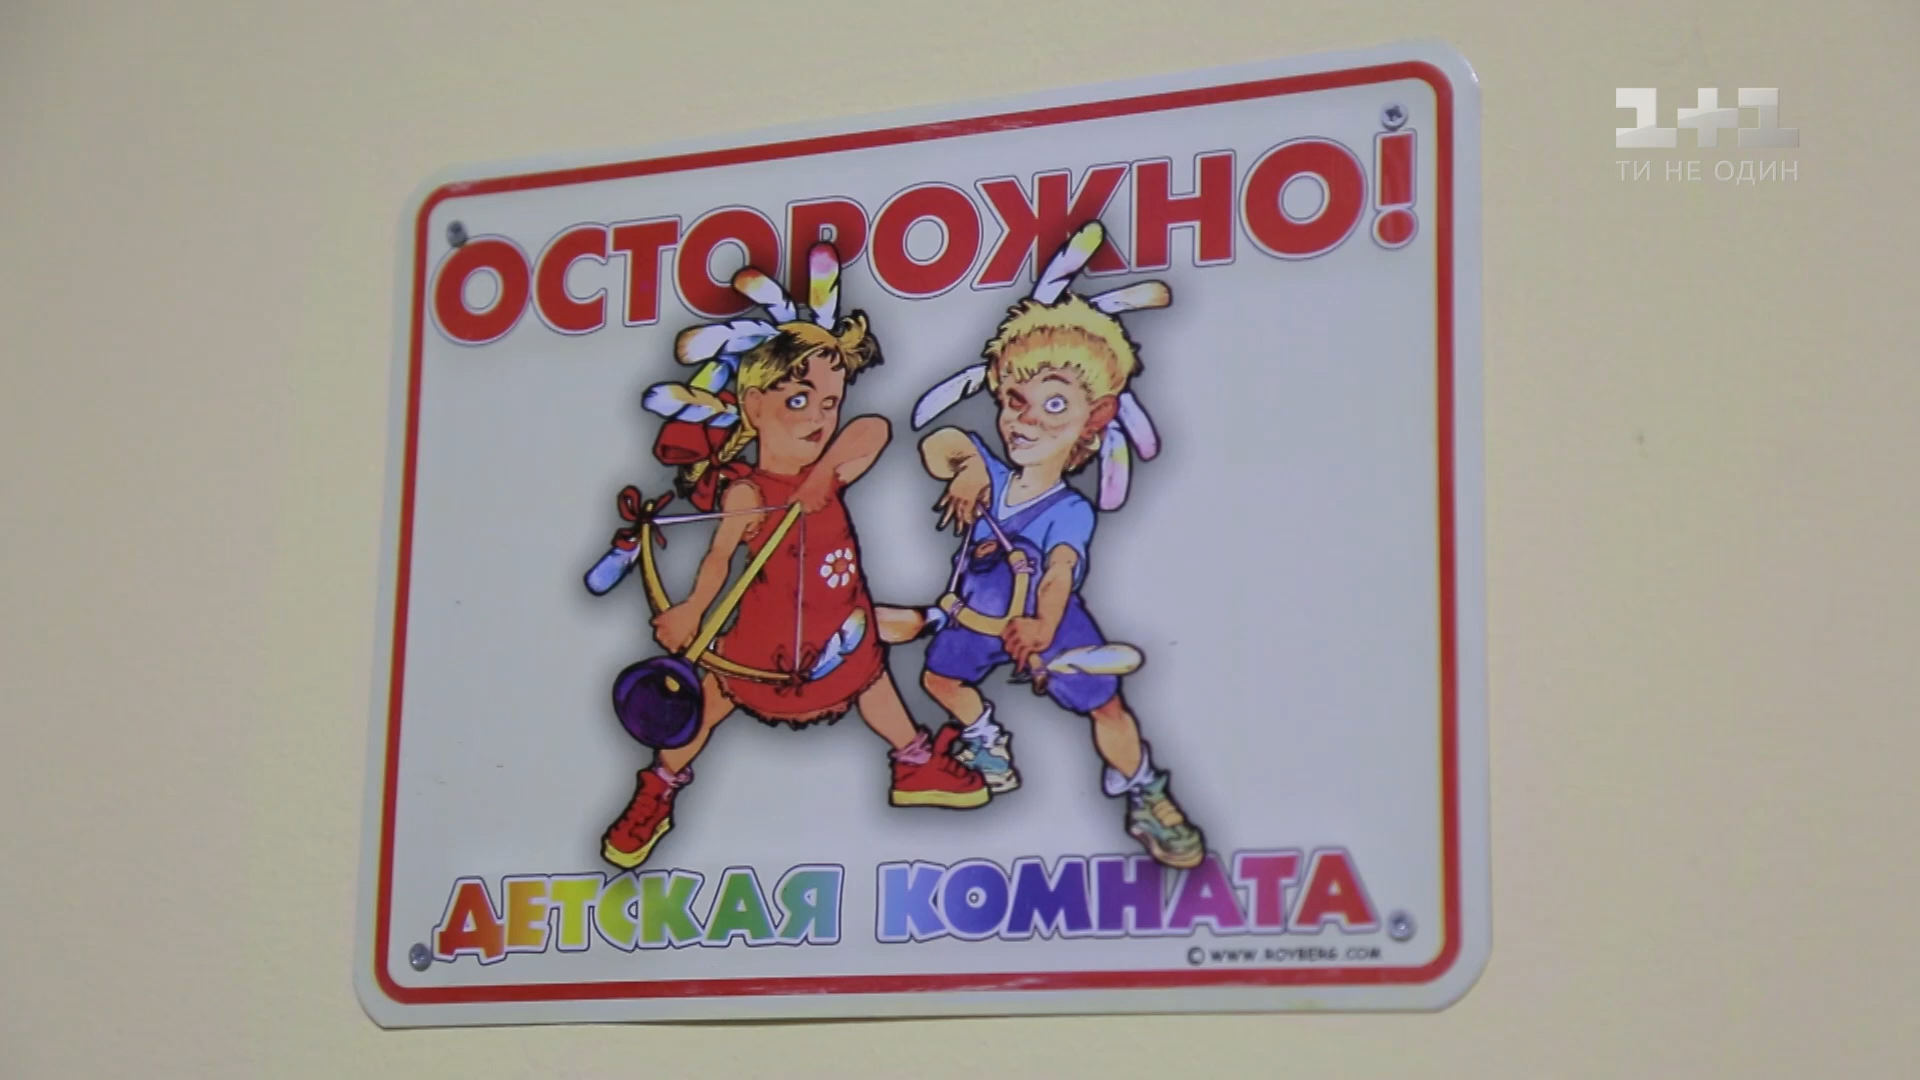 1+1
ТИ НЕ ОДИН
ОСТОРОЖНО!
ДЕТСКАЯ КОМНАТА
© WWW.ROYBERG.COM